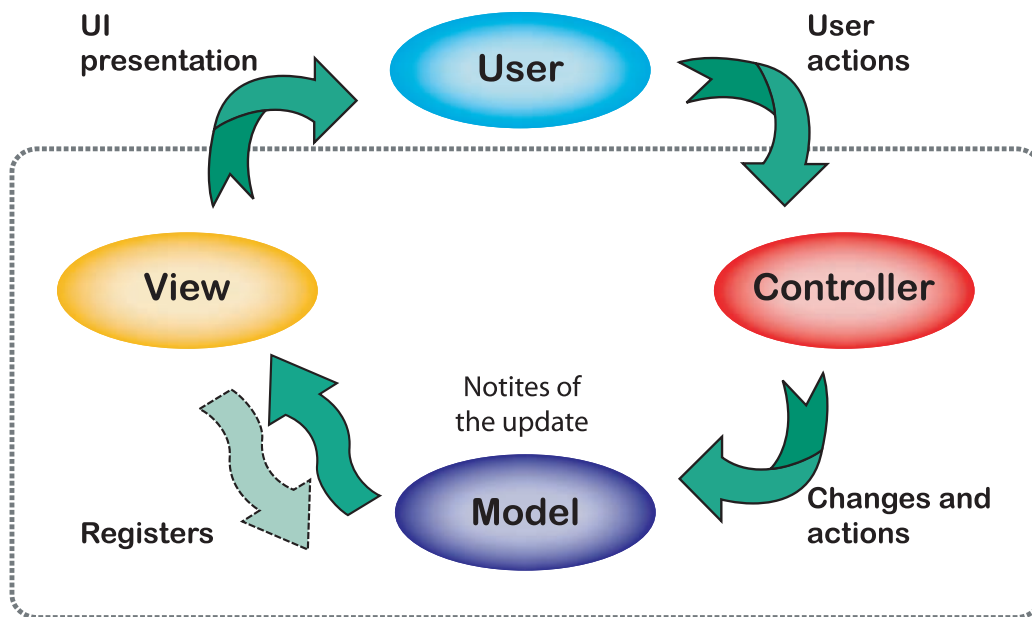 UI
presentation
User
User
actions
View
Controller
Notites of
the update
Registers
Model
Changes and
actions